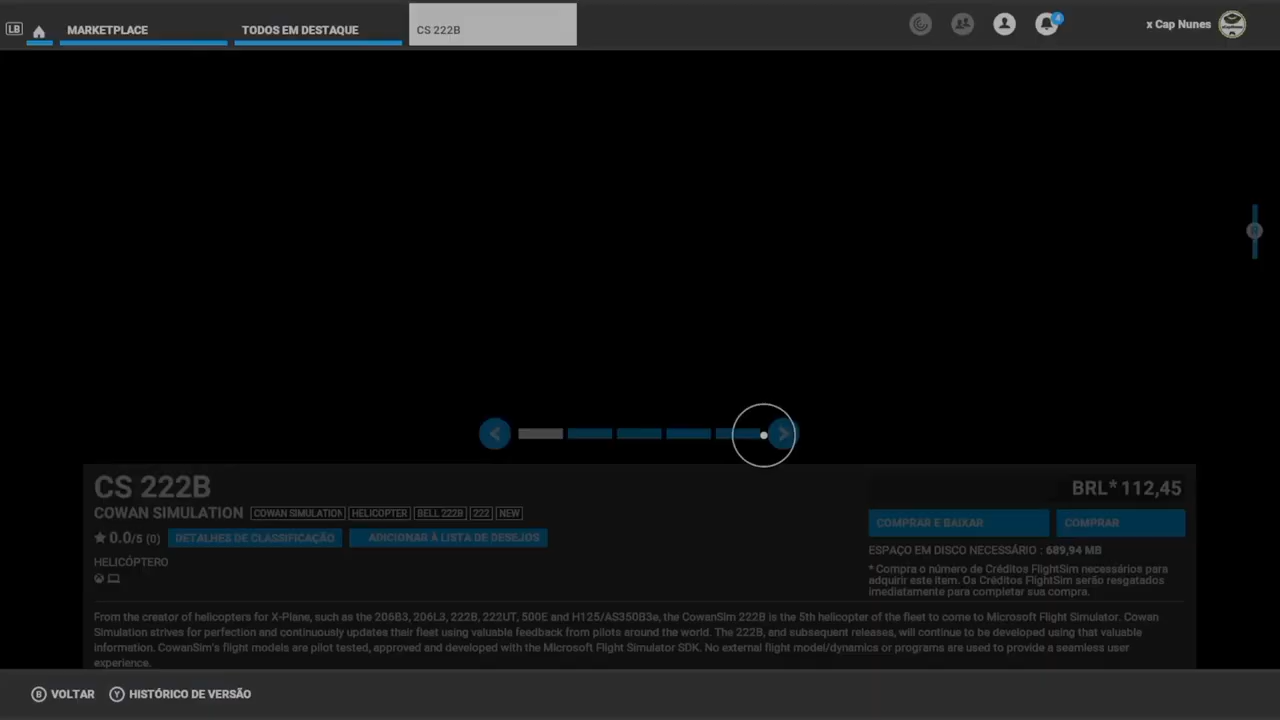 LB
MARKETPLACE
TODOS EM DESTAQUE
CS 222B
4
x Cap Nunes
R
CS 222B
COWAN SIMULATION COWAN SIMULATION HELICOPTER BELL 222B 222 NEW
0.0/5 (0) DETALHES DE CLASSIFICAÇÃO ADICIONAR À LISTA DE DESEJOS
HELICÓPTERO
BRL* 112,45
COMPRAR E BAIXAR COMPRAR
ESPAÇO EM DISCO NECESSÁRIO : 689,94 MB
* Compra o número de Créditos FlightSim necessários para
adquirir este item. Os Créditos FlightSim serão resgatados
imediatamente para completar sua compra.
From the creator of helicopters for X-Plane, such as the 206B3, 206L3, 222B, 222UT, 500E and H125/AS350B3e, the CowanSim 222B is the 5th helicopter of the fleet to come to Microsoft Flight Simulator. Cowan
Simulation strives for perfection and continuously updates their fleet using valuable feedback from pilots around the world. The 222B, and subsequent releases, will continue to be developed using that valuable
information. CowanSim's flight models are pilot tested, approved and developed with the Microsoft Flight Simulator SDK. No external flight model/dynamics or programs are used to provide a seamless user
experience.
B VOLTAR Y HISTÓRICO DE VERSÃO